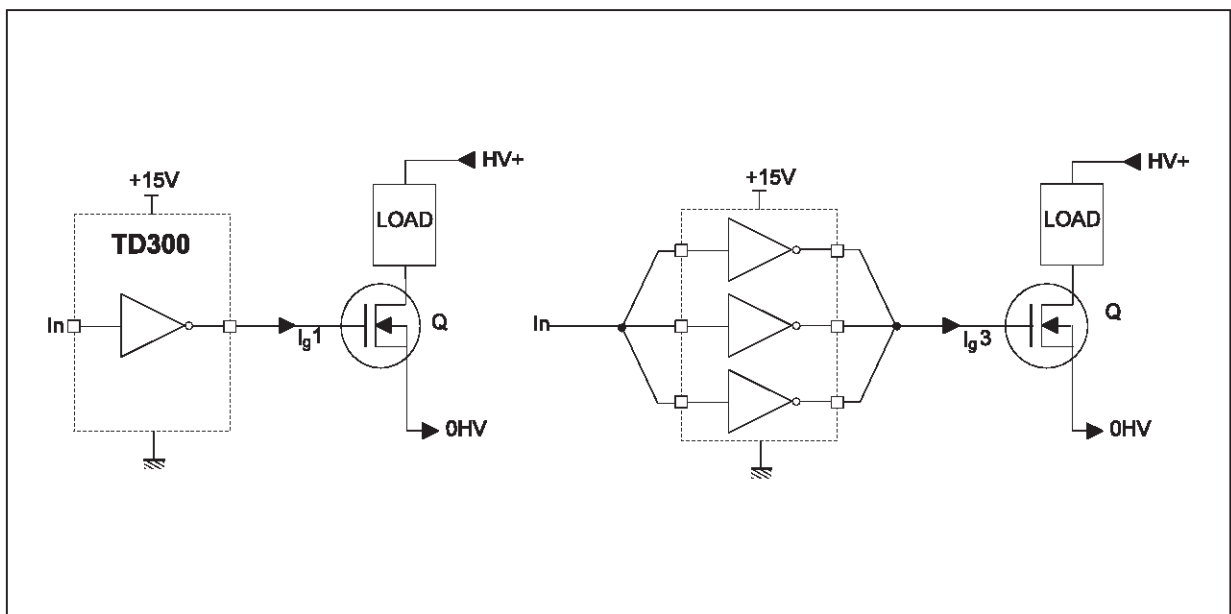 +15V
TD300
In
Ig1
HV+
LOAD
Q
0HV
+15V
In
Ig3
HV+
LOAD
Q
0HV